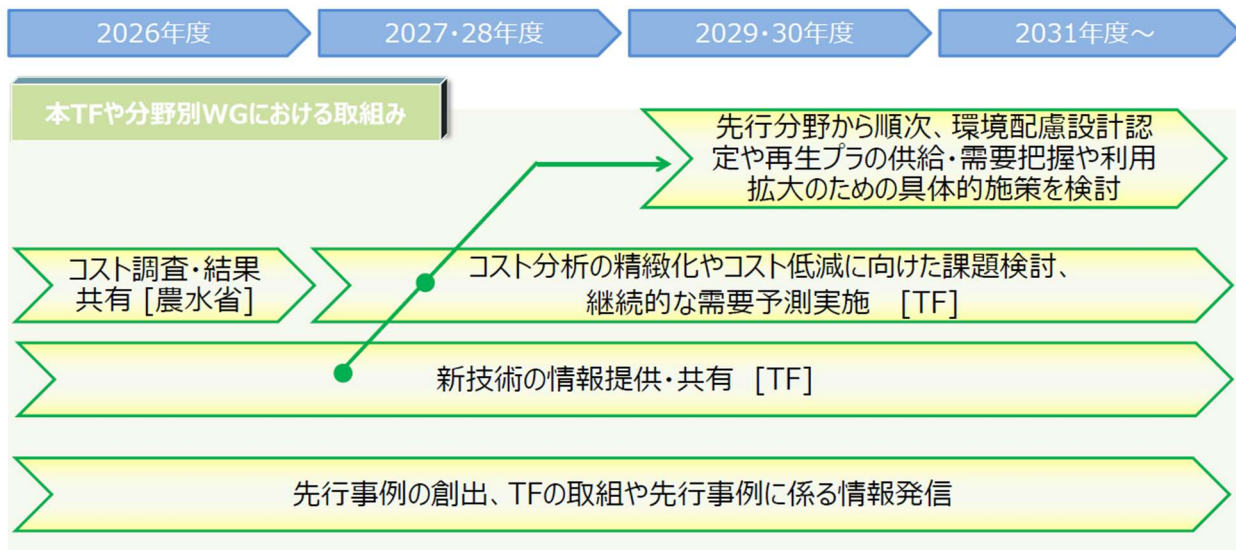 2026年度
2027・28年度
2029・30年度
2031年度～
本TFや分野別WGにおける取組み
先行分野から順次、環境配慮設計認
定や再生プラの供給・需要把握や利用
拡大のための具体的施策を検討
コスト調査・結果
共有 [農水省]
コスト分析の精緻化やコスト低減に向けた課題検討、
継続的な需要予測実施　[TF]
新技術の情報提供・共有　[TF]
先行事例の創出、TFの取組や先行事例に係る情報発信